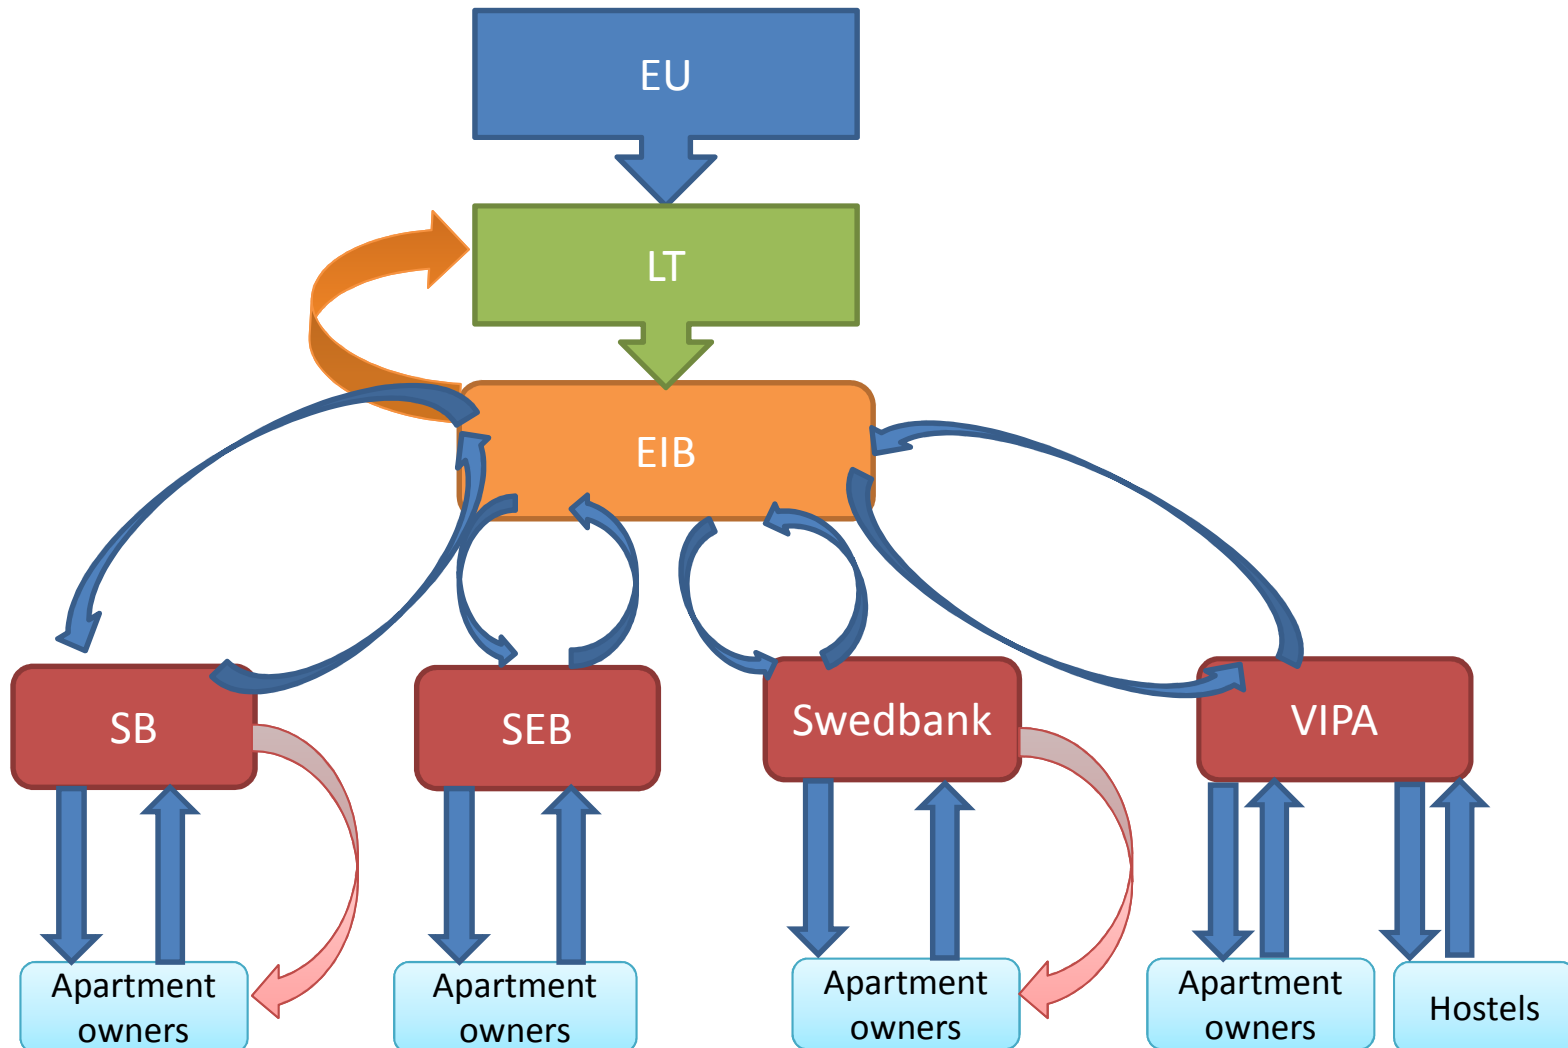 EU
LT
EIB
SB
SEB
Swedbank
VIPA
Apartment
owners
Apartment
owners
Apartment
owners
Apartment
owners
Hostels